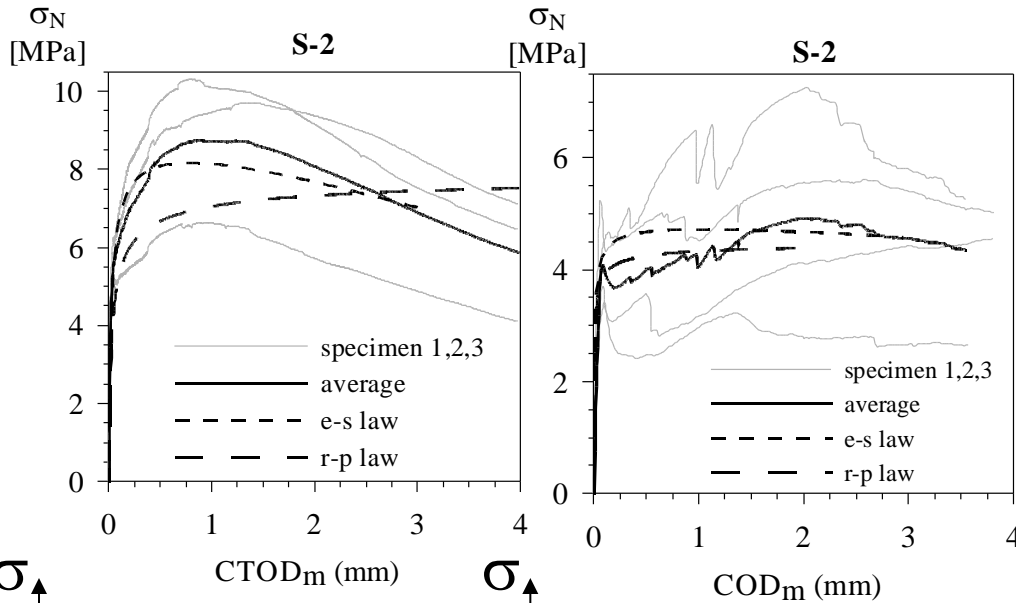 σN
[MPa]
S-2
10
8
6
4
2
0
0 1 2 3 4
specimen 1,2,3
average
e-s law
r-p law
CTODm (mm)
σ
σN
[MPa]
S-2
6
4
2
0
0 1 2 3 4
specimen 1,2,3
average
e-s law
r-p law
CODm (mm)
σ